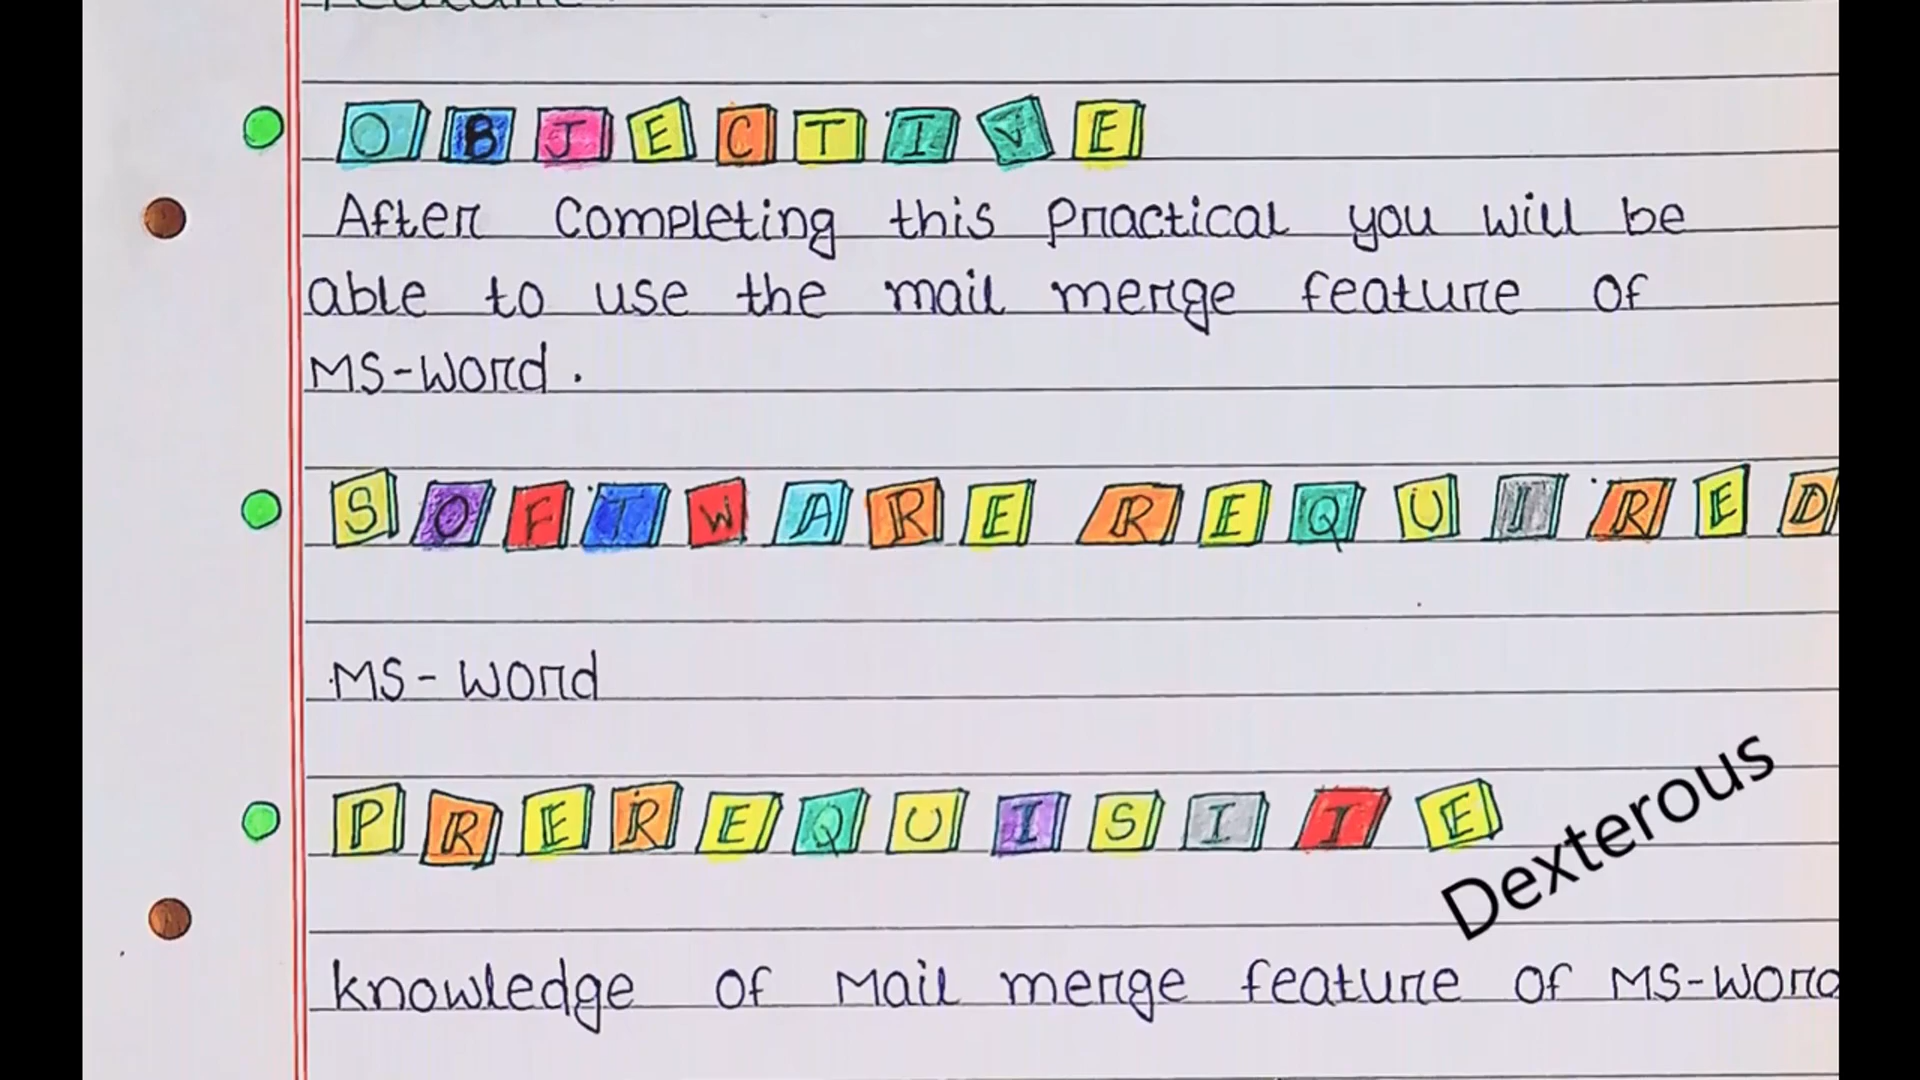 OBJECTIVE
After Completing this Practical you will be
able to use the mail merge feature of
MS-Word.
SOFTWARE REQUIRED
MS-Word
PREREQUISITE
Dexterous
knowledge of Mail merge feature of MS-Word